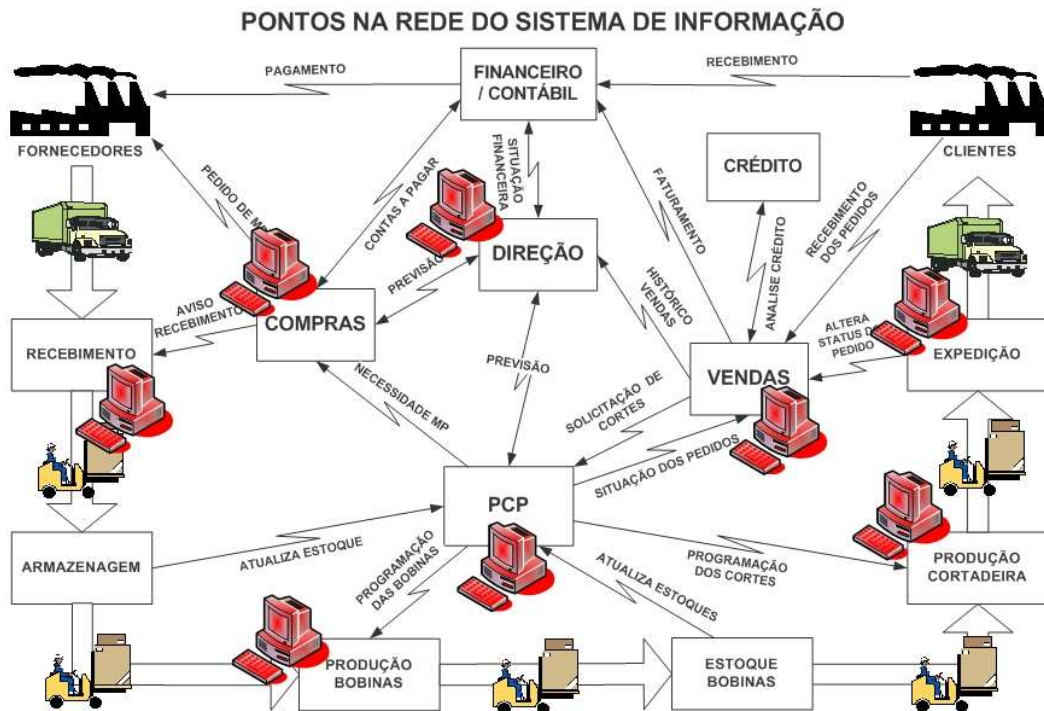 PONTOS NA REDE DO SISTEMA DE INFORMAÇÃO
PAGAMENTO
FINANCEIRO
/ CONTÁBIL
RECEBIMENTO
FORNECEDORES
CLIENTES
PEDIDO DE
CONTAS A PAGAR
SITUAÇÃO
FINANCEIRA
FATURAMENTO
CRÉDITO
RECEBIMENTO
DOS PEDIDOS
DIREÇÃO
PREVISÃO
HISTÓRICO
VENDAS
ANALISE CRÉDITO
AVISO
RECEBIMENTO
COMPRAS
ALTERA
STATUS D
PEDIDO
RECEBIMENTO
EXPEDIÇÃO
NECESSIDADE MP
PREVISÃO
VENDAS
SOLICITAÇÃO DE
CORTES
SITUAÇÃO DOS PEDIDOS
PCP
ARMAZENAGEM
ATUALIZA ESTOQUE
PROGRAMAÇÃO
DAS BOBINAS
ATUALIZA ESTOQUES
PROGRAMAÇÃO
DOS CORTES
PRODUÇÃO
CORTADEIRA
PRODUÇÃO
BOBINAS
ESTOQUE
BOBINAS